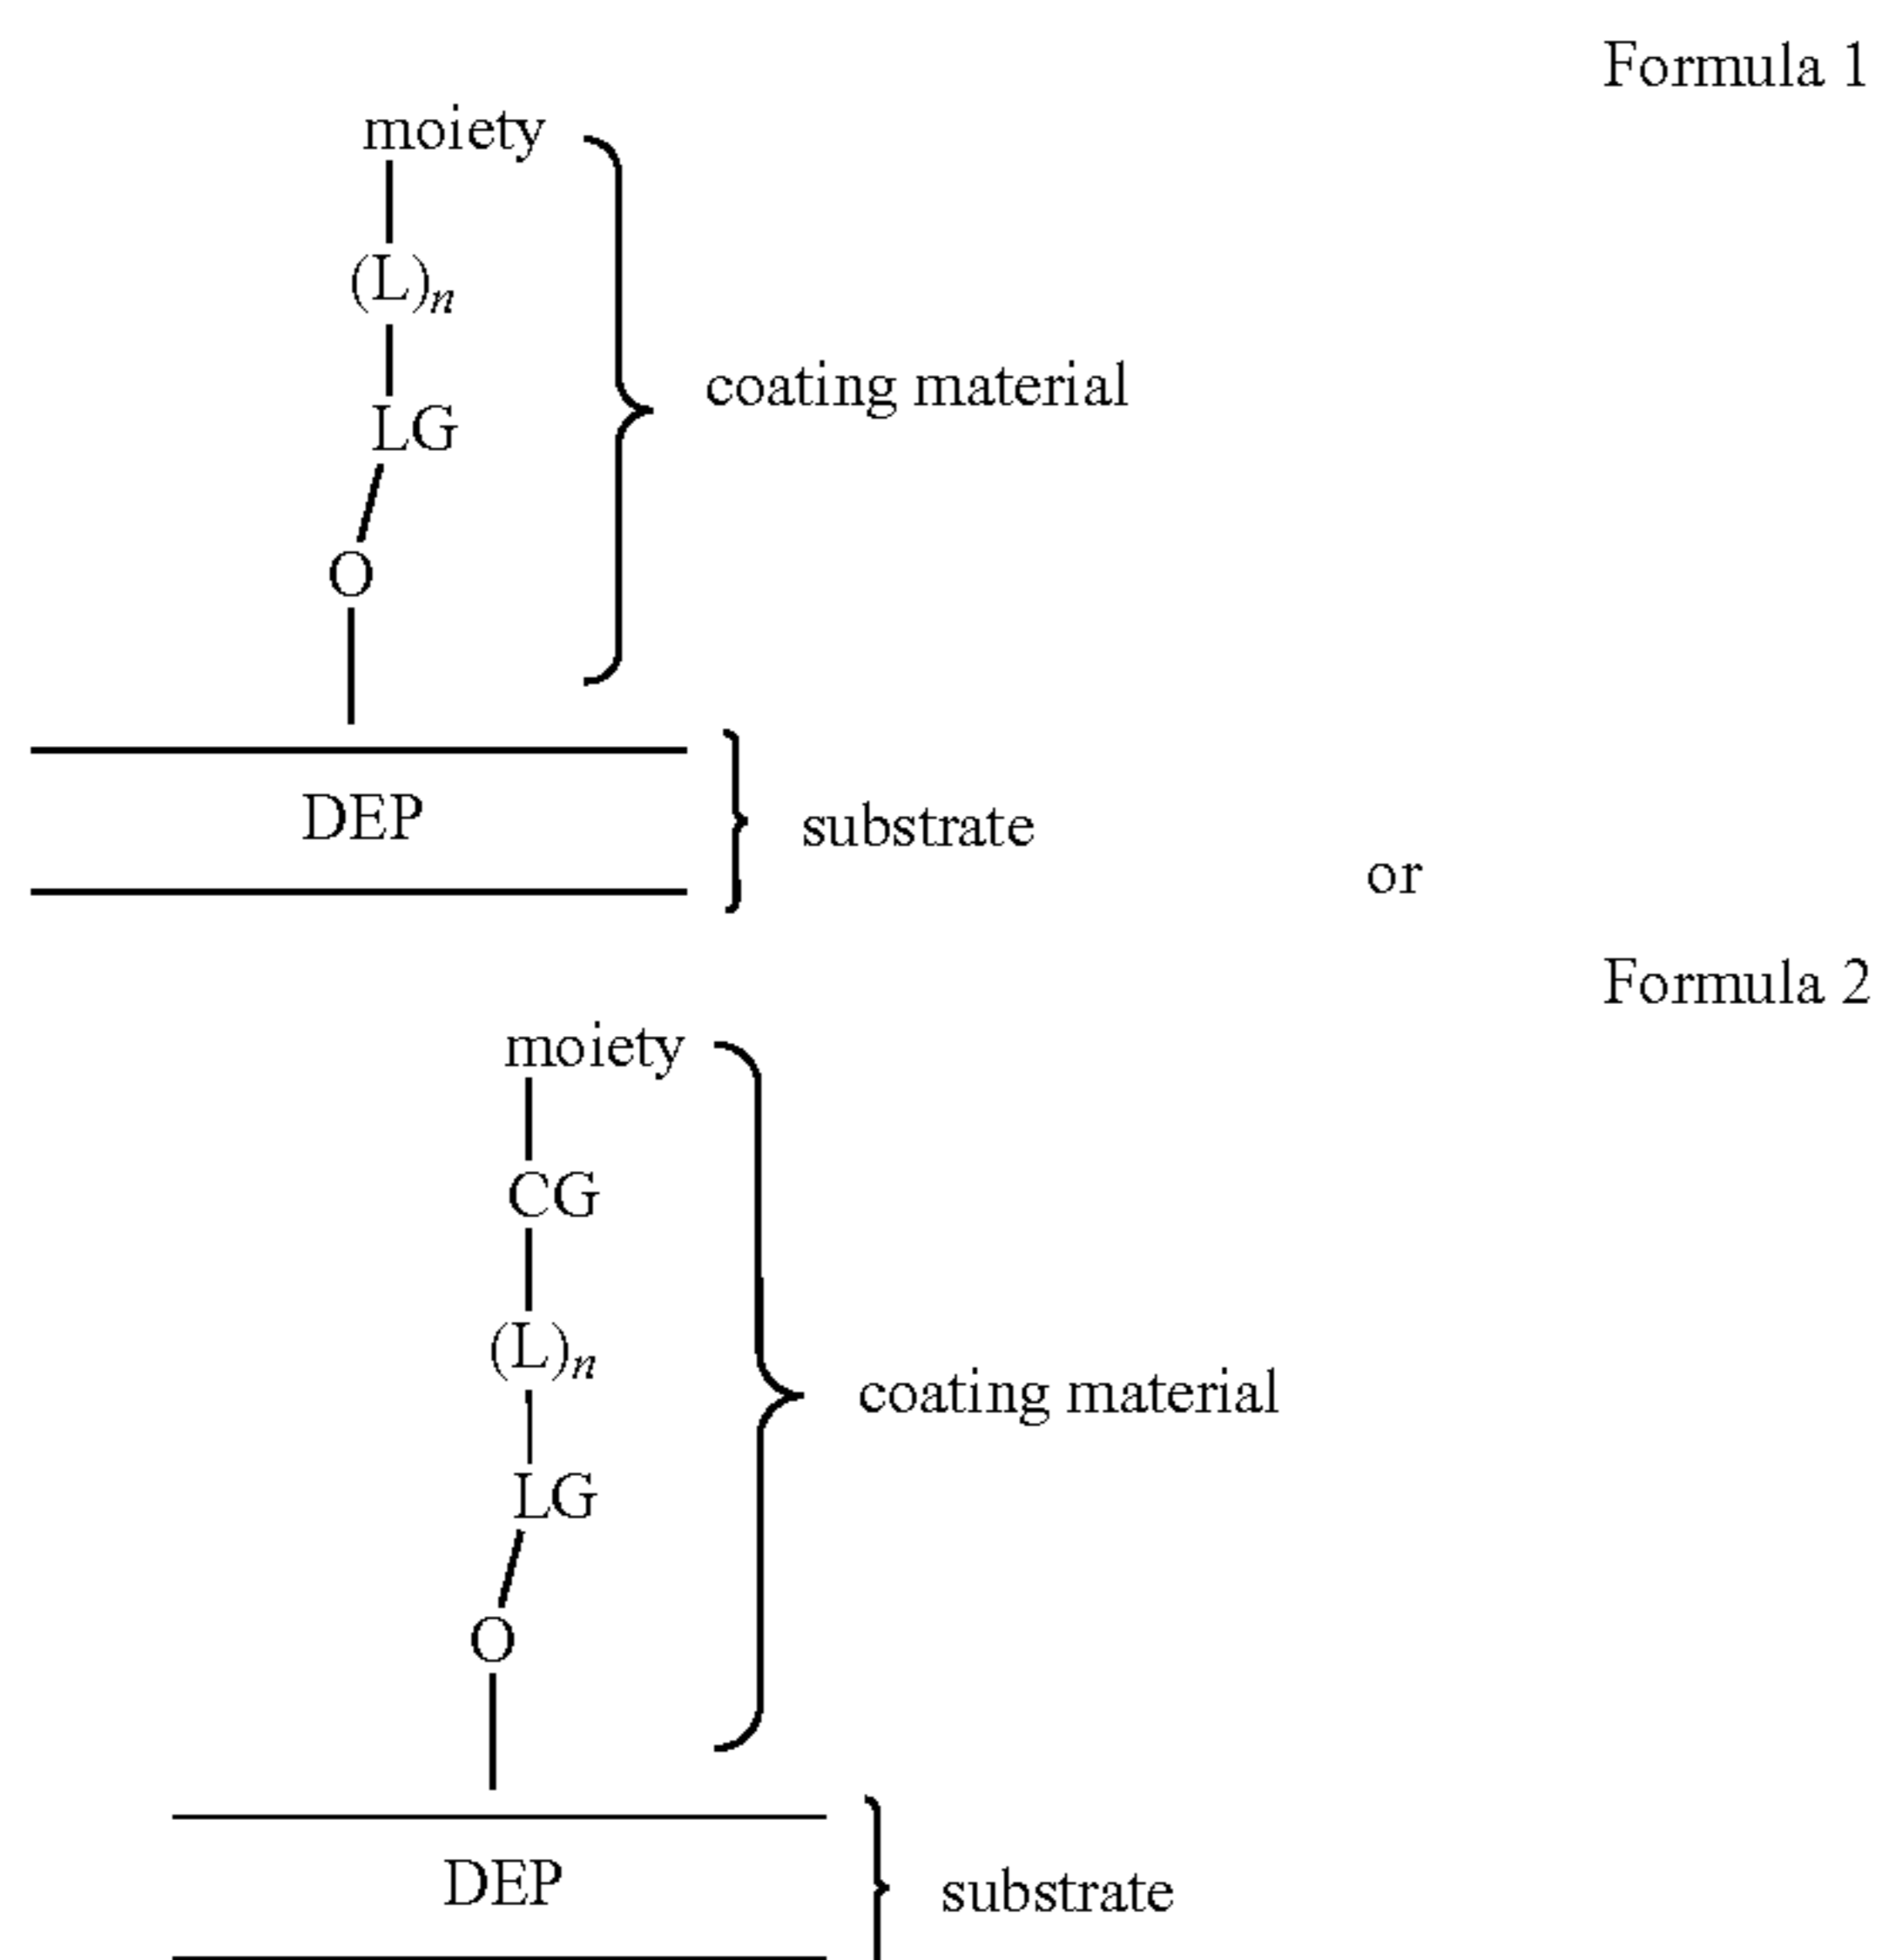 Formula 1
moiety
(L)n
LG
coating material
O
DEP
substrate
or
Formula 2
moiety
CG
(L)n
coating material
LG
O
DEP
substrate